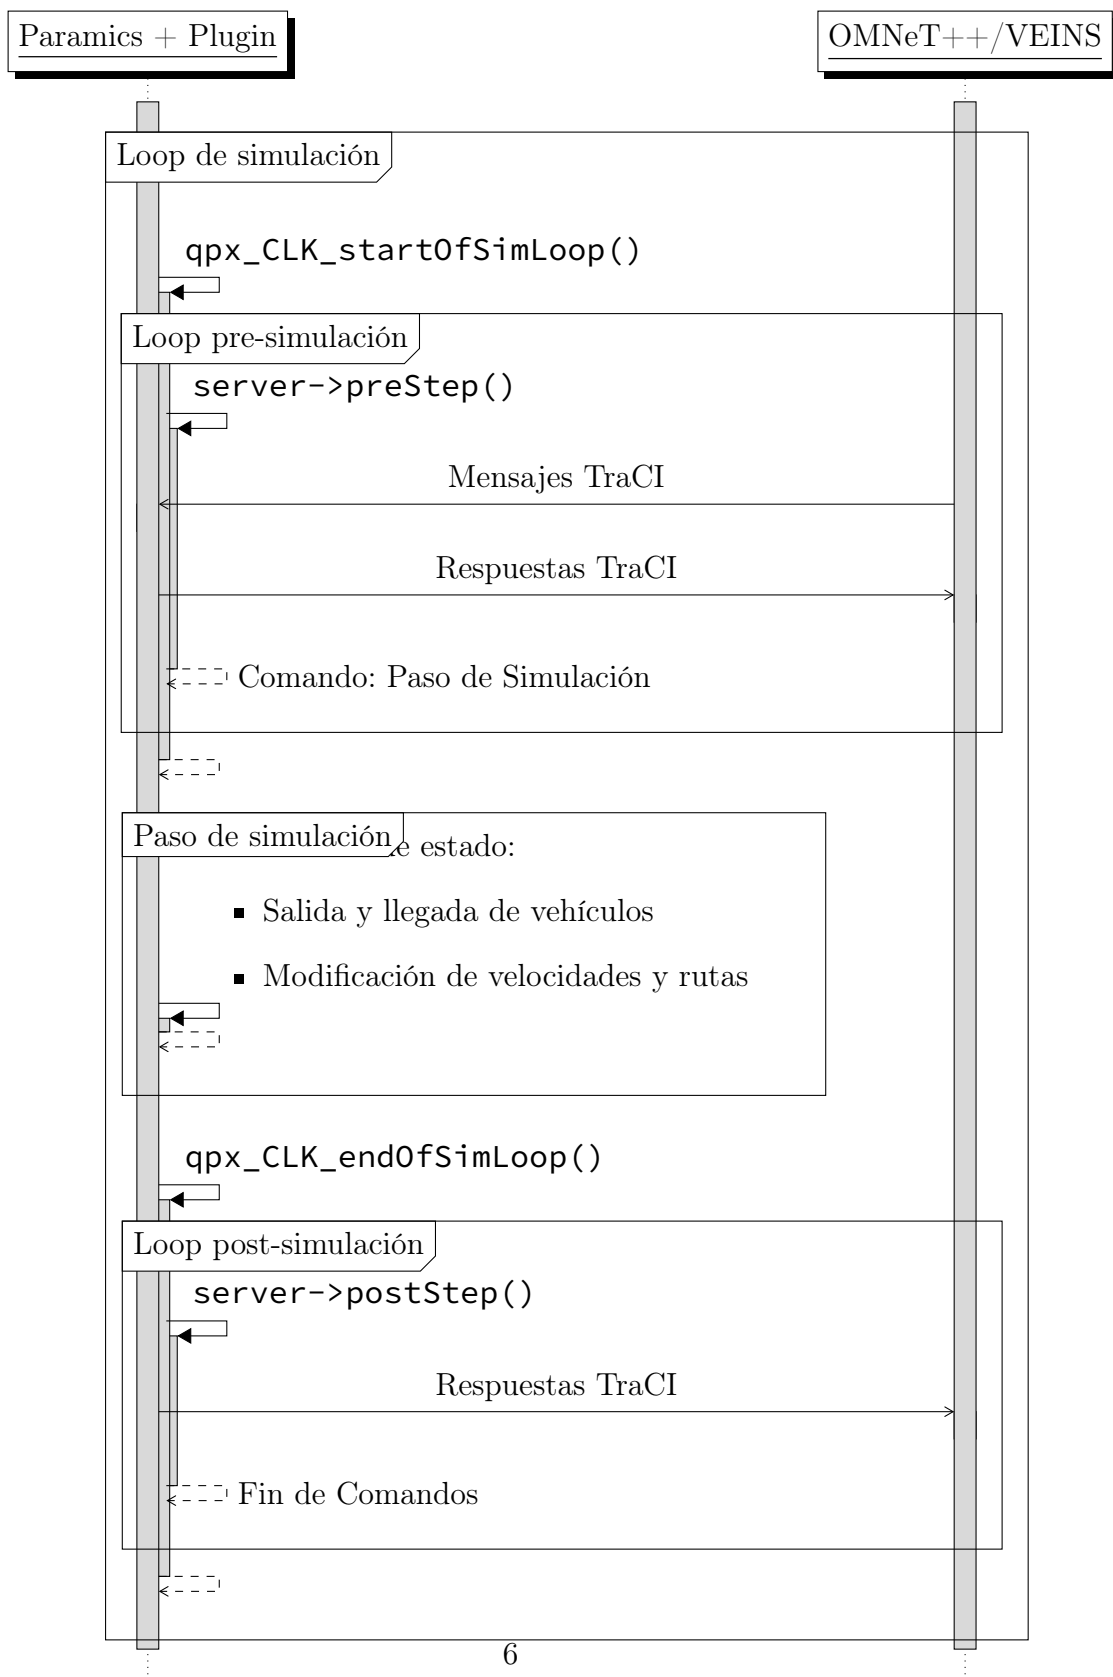 Paramics + Plugin
OMNeT++/VEINS
Loop de simulación
qpx_CLK_startOfSimLoop()
Loop pre-simulación
server->preStep()
Mensajes TraCI
Respuestas TraCI
Comando: Paso de Simulación
Paso de simulación
estado:
Salida y llegada de vehículos
Modificación de velocidades y rutas
qpx_CLK_endOfSimLoop()
Loop post-simulación
server->postStep()
Respuestas TraCI
Fin de Comandos
6